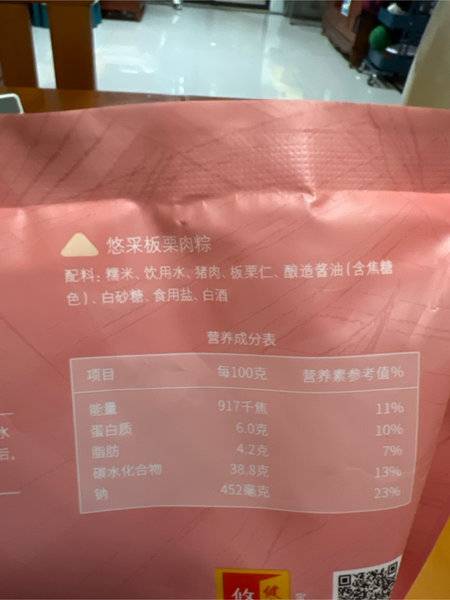 悠采板栗肉粽
配料：糯米、饮用水、猪肉、板栗仁、酿造酱油(含焦糖
色)、白砂糖、食用盐、白酒
营养成分表
项目 每100克 营养素参考值%
能量 917千焦 11%
蛋白质 6.0克 10%
脂肪 4.2克 7%
碳水化合物 38.8克 13%
钠 452毫克 23%
水
后，
悠